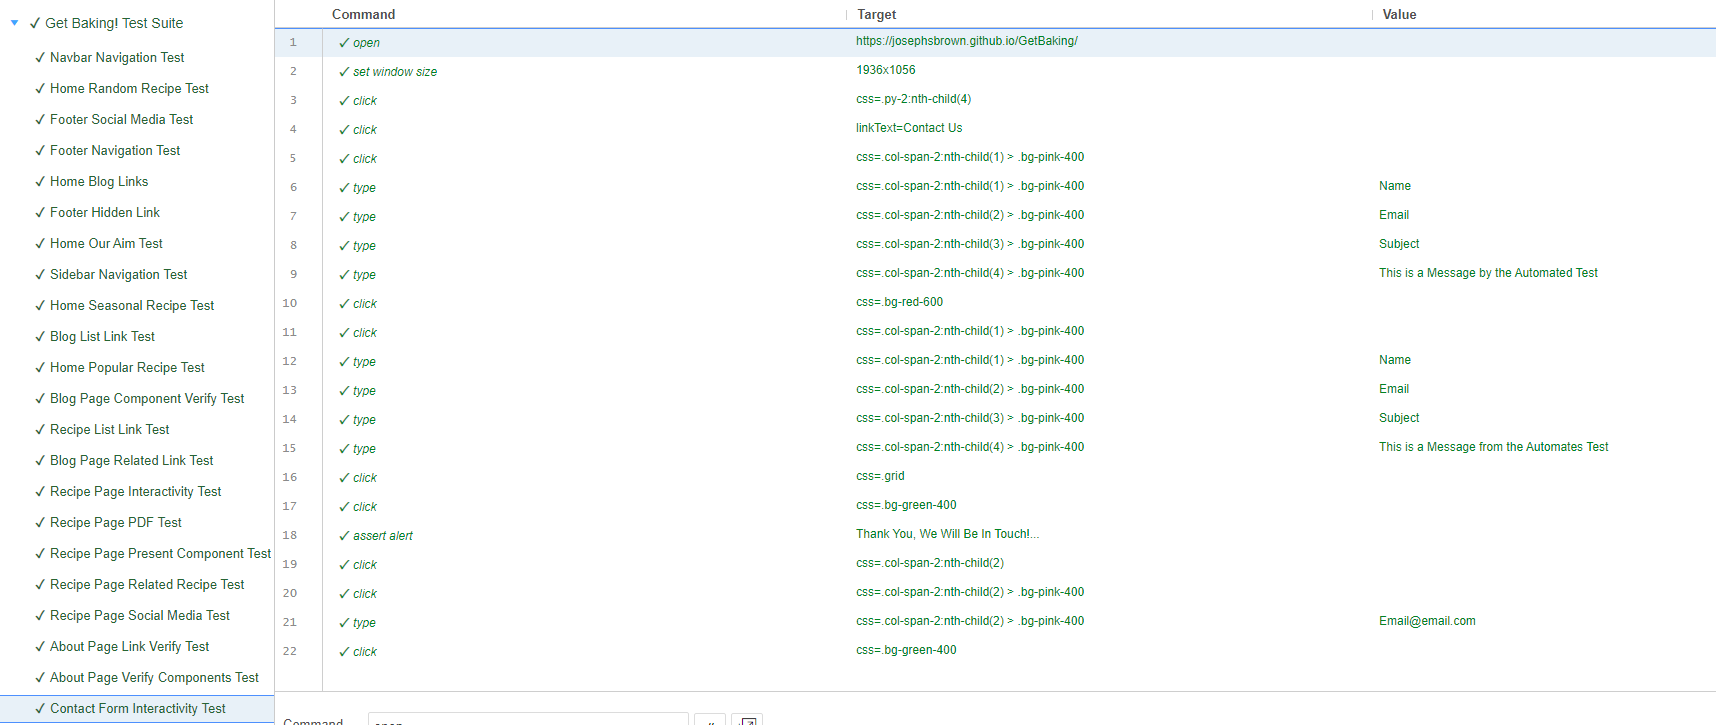 Get Baking! Test Suite
Navbar Navigation Test
Home Random Recipe Test
Footer Social Media Test
Footer Navigation Test
Home Blog Links
Footer Hidden Link
Home Our Aim Test
Sidebar Navigation Test
Home Seasonal Recipe Test
Blog List Link Test
Home Popular Recipe Test
Blog Page Component Verify Test
Recipe List Link Test
Blog Page Related Link Test
Recipe Page Interactivity Test
Recipe Page PDF Test
Recipe Page Present Component Test
Recipe Page Related Recipe Test
Recipe Page Social Media Test
About Page Link Verify Test
About Page Verify Components Test
Contact Form Interactivity Test
Command Target Value
1 open https://josephsbrown.github.io/GetBaking/
2 set window size 1936x1056
3 click css=.py-2:nth-child(4)
4 click linkText=Contact Us
5 click css=.col-span-2:nth-child(1) > .bg-pink-400
6 type css=.col-span-2:nth-child(1) > .bg-pink-400 Name
7 type css=.col-span-2:nth-child(2) > .bg-pink-400 Email
8 type css=.col-span-2:nth-child(3) > .bg-pink-400 Subject
9 type css=.col-span-2:nth-child(4) > .bg-pink-400 This is a Message by the Automated Test
10 click css=.bg-red-600
11 click css=.col-span-2:nth-child(1) > .bg-pink-400
12 type css=.col-span-2:nth-child(1) > .bg-pink-400 Name
13 type css=.col-span-2:nth-child(2) > .bg-pink-400 Email
14 type css=.col-span-2:nth-child(3) > .bg-pink-400 Subject
15 type css=.col-span-2:nth-child(4) > .bg-pink-400 This is a Message from the Automates Test
16 click css=.grid
17 click css=.bg-green-400
18 assert alert Thank You, We Will Be In Touch!...
19 click css=.col-span-2:nth-child(2)
20 click css=.col-span-2:nth-child(2) > .bg-pink-400
21 type css=.col-span-2:nth-child(2) > .bg-pink-400 Email@email.com
22 click css=.bg-green-400
Command